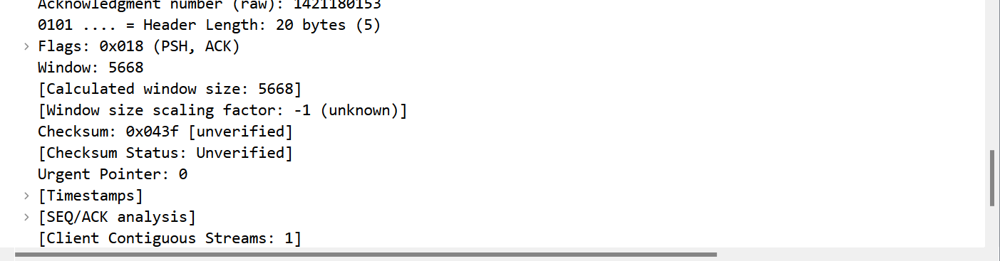 Acknowledgment number (raw): 1421180153
0101 .... = Header Length: 20 bytes (5)
Flags: 0x018 (PSH, ACK)
Window: 5668
[Calculated window size: 5668]
[Window size scaling factor: -1 (unknown)]
Checksum: 0x043f [unverified]
[Checksum Status: Unverified]
Urgent Pointer: 0
[Timestamps]
[SEQ/ACK analysis]
[Client Contiguous Streams: 1]